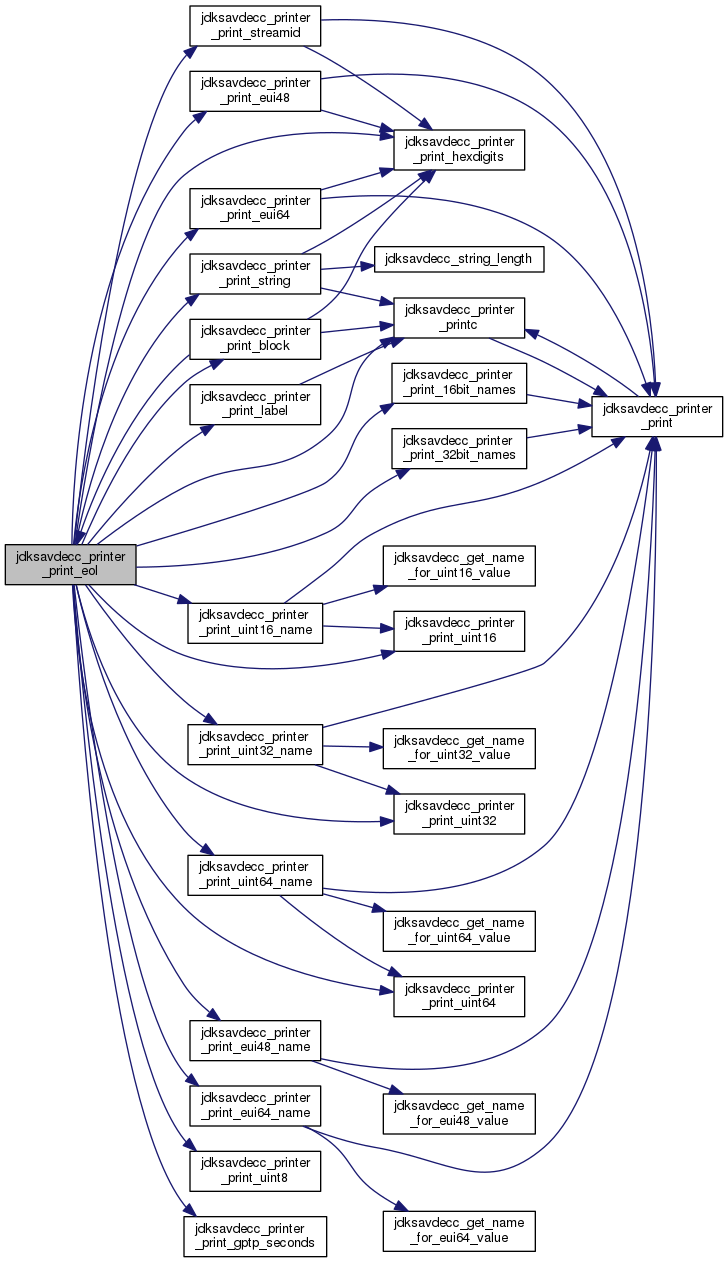 jdksavdecc_printer
_print_streamid
jdksavdecc_printer
_print_eui48
jdksavdecc_printer
_print_hexdigits
jdksavdecc_printer
_print_eui64
jdksavdecc_printer
_print_string
jdksavdecc_string_length
jdksavdecc_printer
_printc
jdksavdecc_printer
_print_block
jdksavdecc_printer
_print_16bit_names
jdksavdecc_printer
_print_label
jdksavdecc_printer
_print
jdksavdecc_printer
_print_32bit_names
jdksavdecc_printer
_print_eol
jdksavdecc_get_name
_for_uint16_value
jdksavdecc_printer
_print_uint16_name
jdksavdecc_printer
_print_uint16
jdksavdecc_printer
_print_uint32_name
jdksavdecc_get_name
_for_uint32_value
jdksavdecc_printer
_print_uint32
jdksavdecc_printer
_print_uint64_name
jdksavdecc_get_name
_for_uint64_value
jdksavdecc_printer
_print_uint64
jdksavdecc_printer
_print_eui48_name
jdksavdecc_printer
_print_eui64_name
jdksavdecc_get_name
_for_eui48_value
jdksavdecc_printer
_print_uint8
jdksavdecc_printer
_print_gptp_seconds
jdksavdecc_get_name
_for_eui64_value